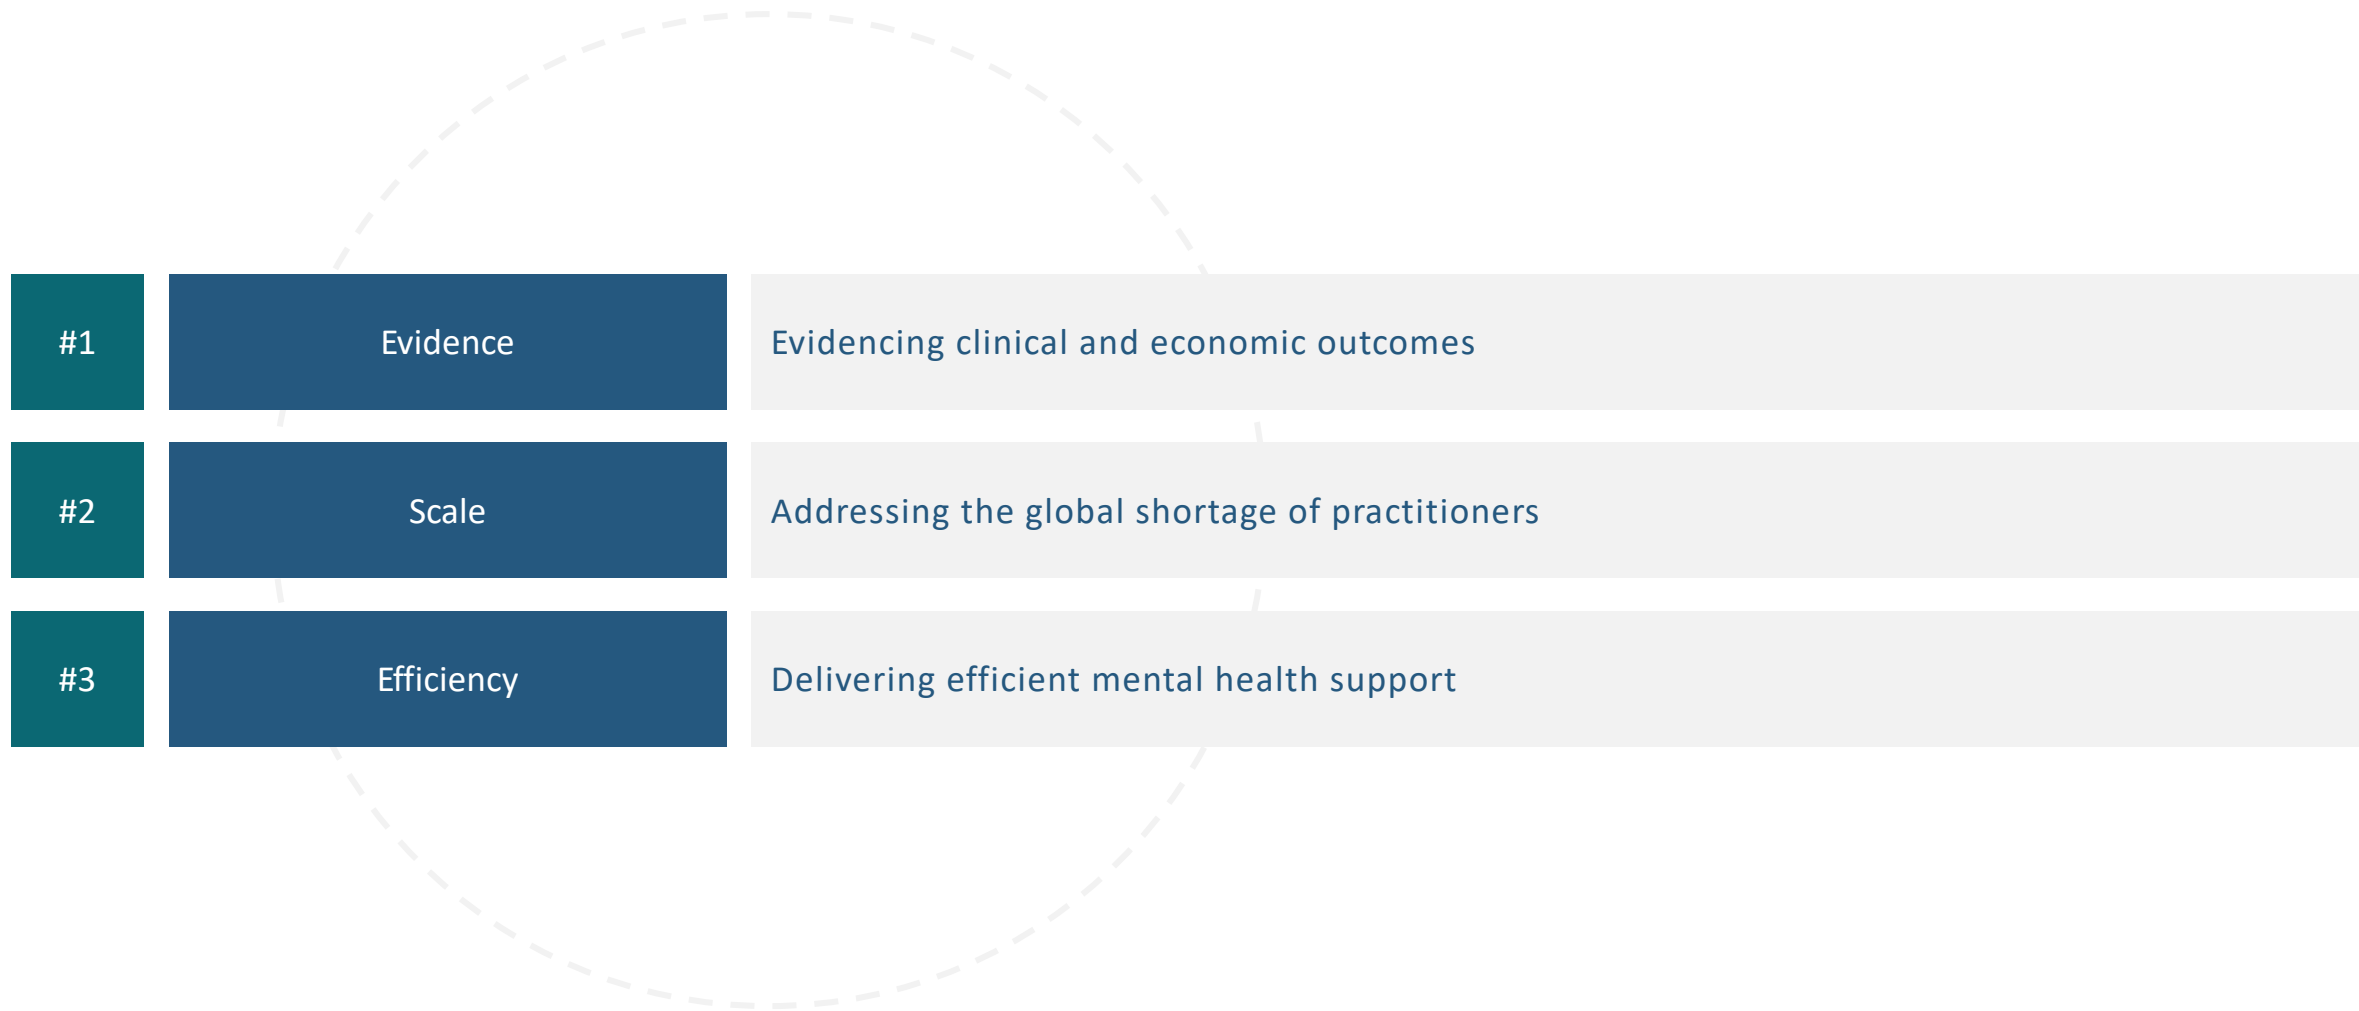 #1 Evidence Evidencing clinical and economic outcomes
#2 Scale Addressing the global shortage of practitioners
#3 Efficiency Delivering efficient mental health support